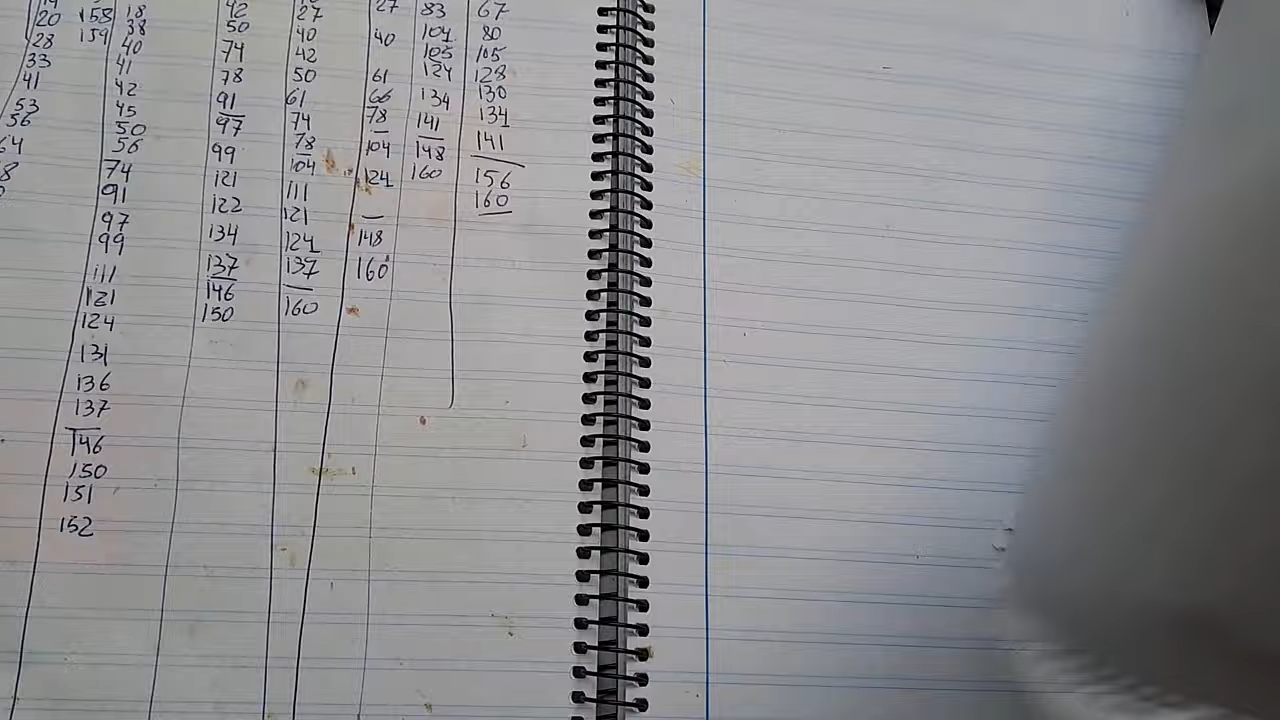 20 158 18 42 27 27 83 67
28 159 38 50 40 40 104 80
33 40 74 42 61 105 105
41 41 78 50 66 124 128
53 42 91 61 78 134 130
56 45 97 74 104 141 134
64 50 99 78 124 148 141
56 121 104 148 160 156
74 122 111 160 160
91 134 121
97 137 124
99 146 137
111 150 160
121
124
131
136
137
146
150
151
152